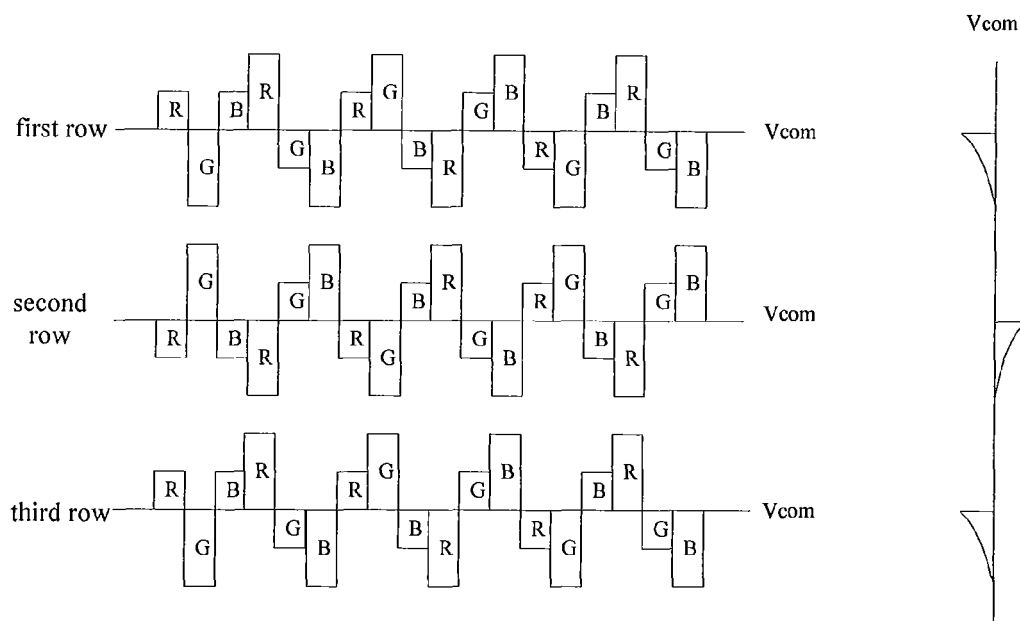 Vcom
R B R R G G B B R
first row Vcom
G G B B R R G G B
G G B B R R G G B
second
row Vcom
R B R R G G B B R
R B R R G G B B R
third row Vcom
G G B B R R G G B